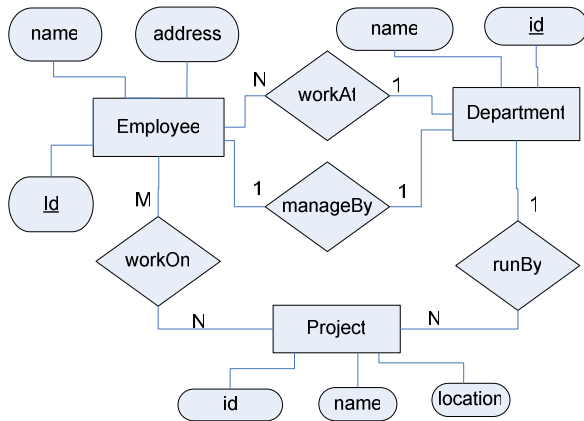 name
address
name
id
N
workAt
1
Employee
Department
Id
1
manageBy
1
M
1
workOn
runBy
N
Project
N
id
name
location